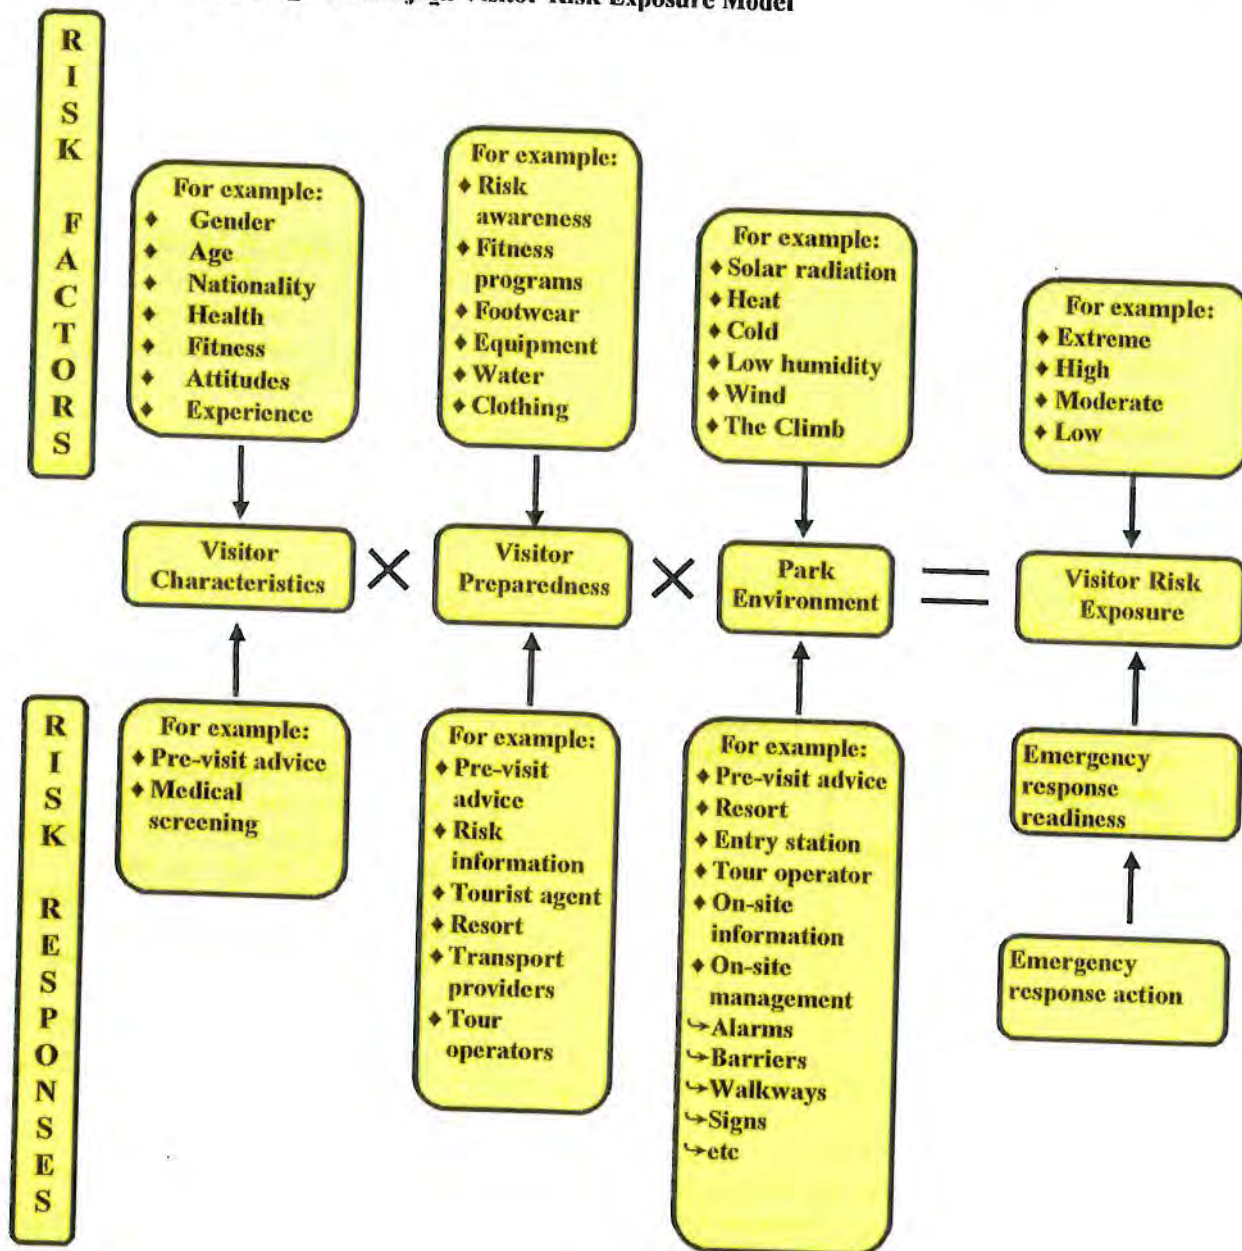 Visitor Risk Exposure Model
RISK FACTORS
For example:
♦ Gender
♦ Age
♦ Nationality
♦ Health
♦ Fitness
♦ Attitudes
♦ Experience
For example:
♦ Risk
awareness
♦ Fitness
programs
♦ Footwear
♦ Equipment
♦ Water
♦ Clothing
For example:
♦ Solar radiation
♦ Heat
♦ Cold
♦ Low humidity
♦ Wind
♦ The Climb
For example:
♦ Extreme
♦ High
♦ Moderate
♦ Low
Visitor
Characteristics
×
Visitor
Preparedness
×
Park
Environment
=
Visitor Risk
Exposure
RISK RESPONSES
For example:
♦ Pre-visit advice
♦ Medical
screening
For example:
♦ Pre-visit
advice
♦ Risk
information
♦ Tourist agent
♦ Resort
♦ Transport
providers
♦ Tour
operators
For example:
♦ Pre-visit advice
♦ Resort
♦ Entry station
♦ Tour operator
♦ On-site
information
♦ On-site
management
↪Alarms
↪Barriers
↪Walkways
↪Signs
↪etc
Emergency
response
readiness
Emergency
response action